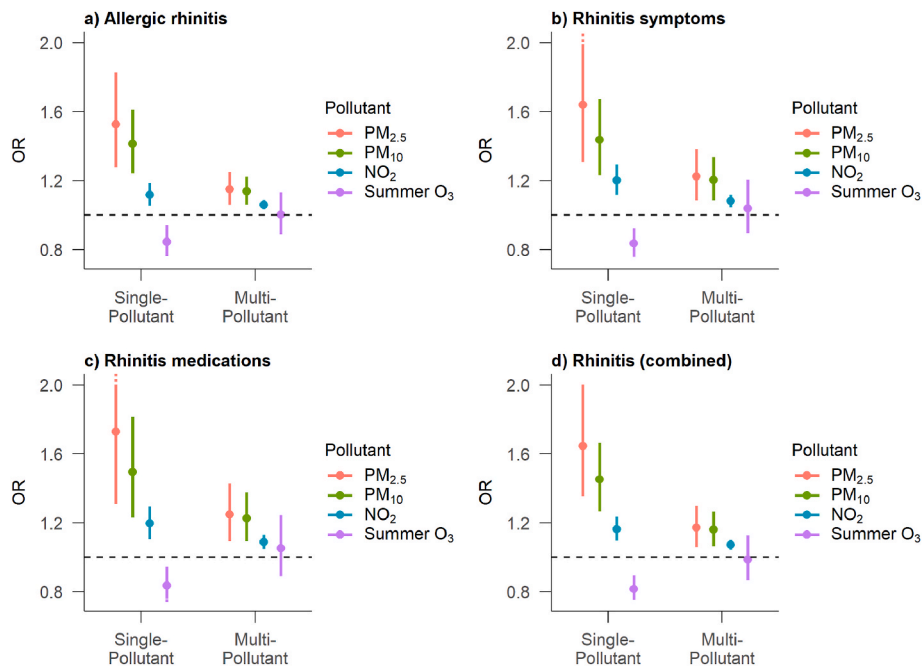 a) Allergic rhinitis
2.0
1.6
1.2
0.8
OR
Single-
Pollutant
Multi-
Pollutant
Pollutant
PM2.5
PM10
NO2
Summer O3
b) Rhinitis symptoms
2.0
1.6
1.2
0.8
OR
Single-
Pollutant
Multi-
Pollutant
Pollutant
PM2.5
PM10
NO2
Summer O3
c) Rhinitis medications
2.0
1.6
1.2
0.8
OR
Single-
Pollutant
Multi-
Pollutant
Pollutant
PM2.5
PM10
NO2
Summer O3
d) Rhinitis (combined)
2.0
1.6
1.2
0.8
OR
Single-
Pollutant
Multi-
Pollutant
Pollutant
PM2.5
PM10
NO2
Summer O3